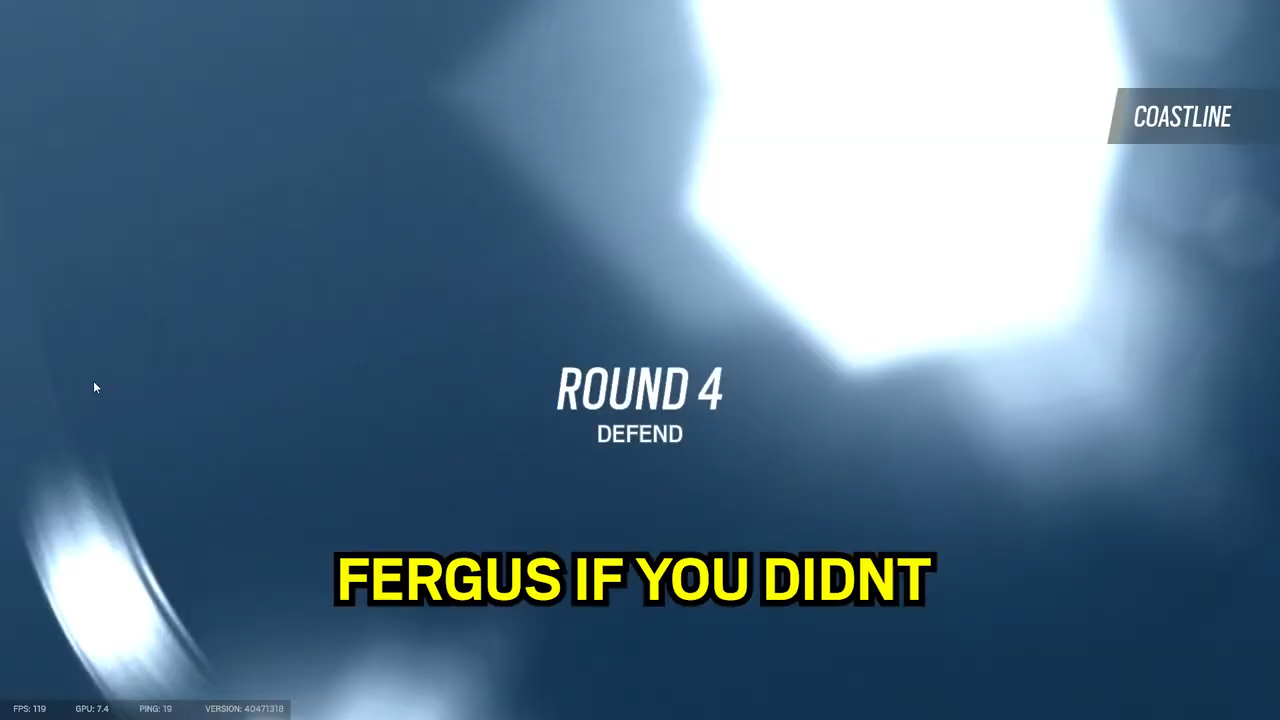 COASTLINE
ROUND 4
DEFEND
FERGUS IF YOU DIDNT
FPS: 119 GPU: 7.4 PING: 19 VERSION: 40471318